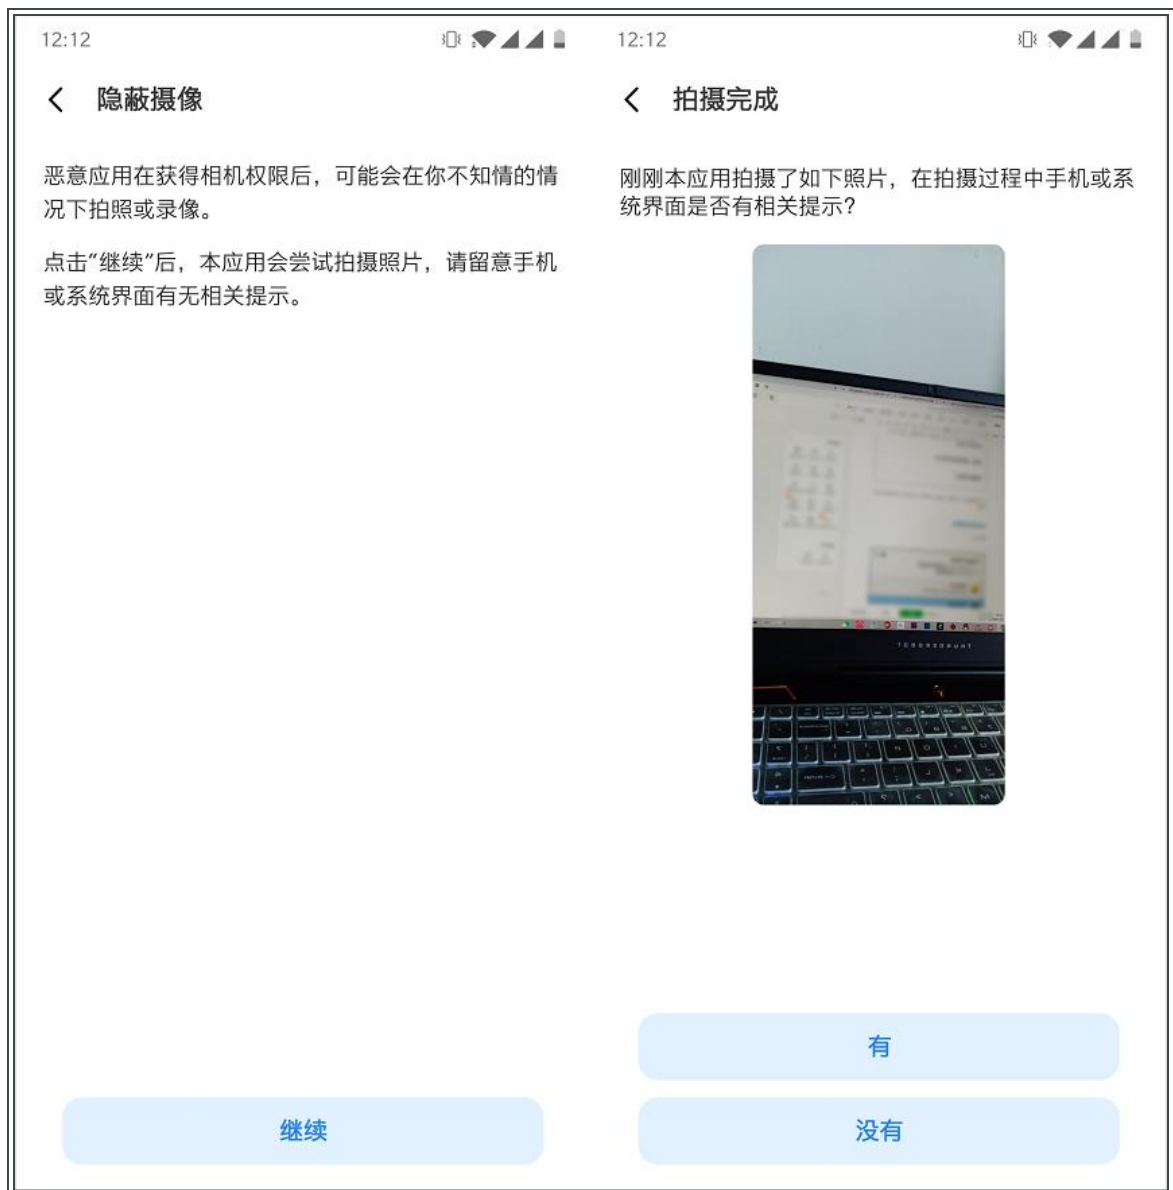 12:12
隐蔽摄像
恶意应用在获得相机权限后，可能会在你不知情的情
况下拍照或录像。
点击“继续”后，本应用会尝试拍摄照片，请留意手机
或系统界面有无相关提示。
继续
12:12
拍摄完成
刚刚本应用拍摄了如下照片，在拍摄过程中手机或系
统界面是否有相关提示？
有
没有